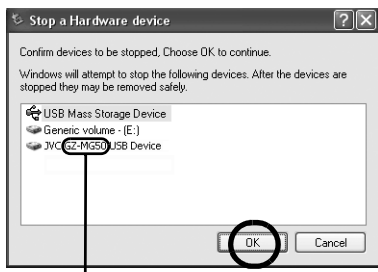 Stop a Hardware device
Confirm devices to be stopped, Choose OK to continue.
Windows will attempt to stop the following devices. After the devices are
stopped they may be removed safely.
USB Mass Storage Device
Generic volume - (E:)
JVC GZ-MG50 USB Device
OK
Cancel